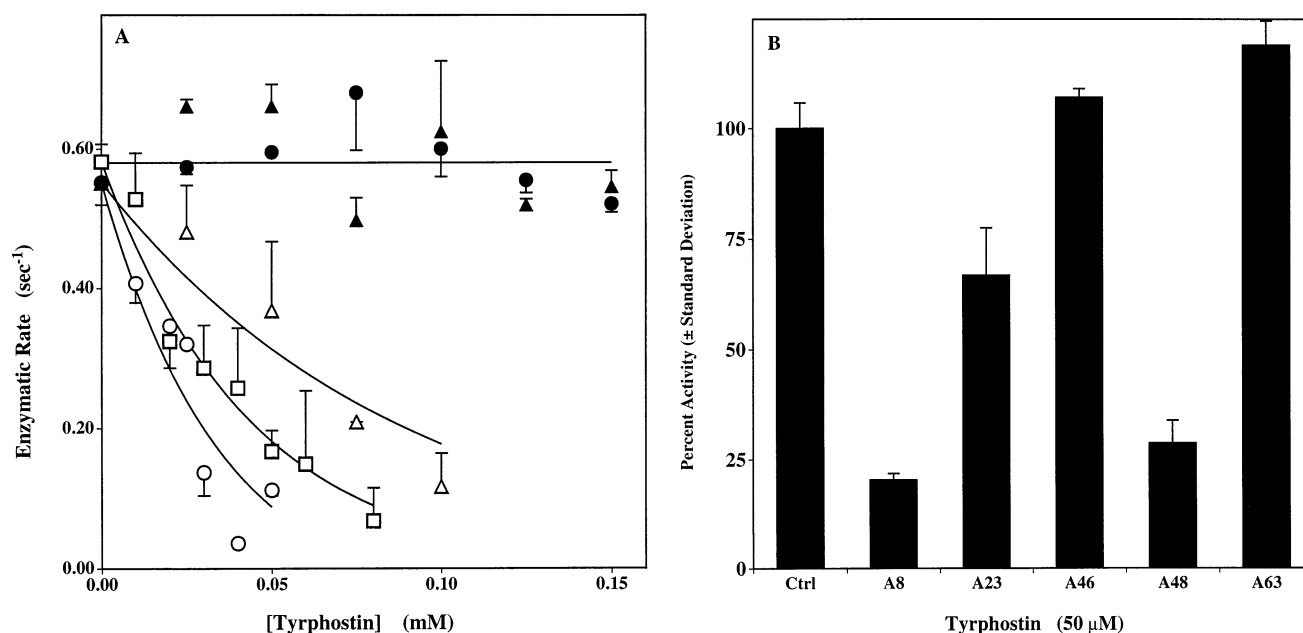 A
Enzymatic Rate (sec⁻¹)
0.60
0.40
0.20
0.00
0.00 0.05 0.10 0.15
[Tyrphostin] (mM)
B
Percent Activity (± Standard Deviation)
100
75
50
25
0
Ctrl A8 A23 A46 A48 A63
Tyrphostin (50 μM)